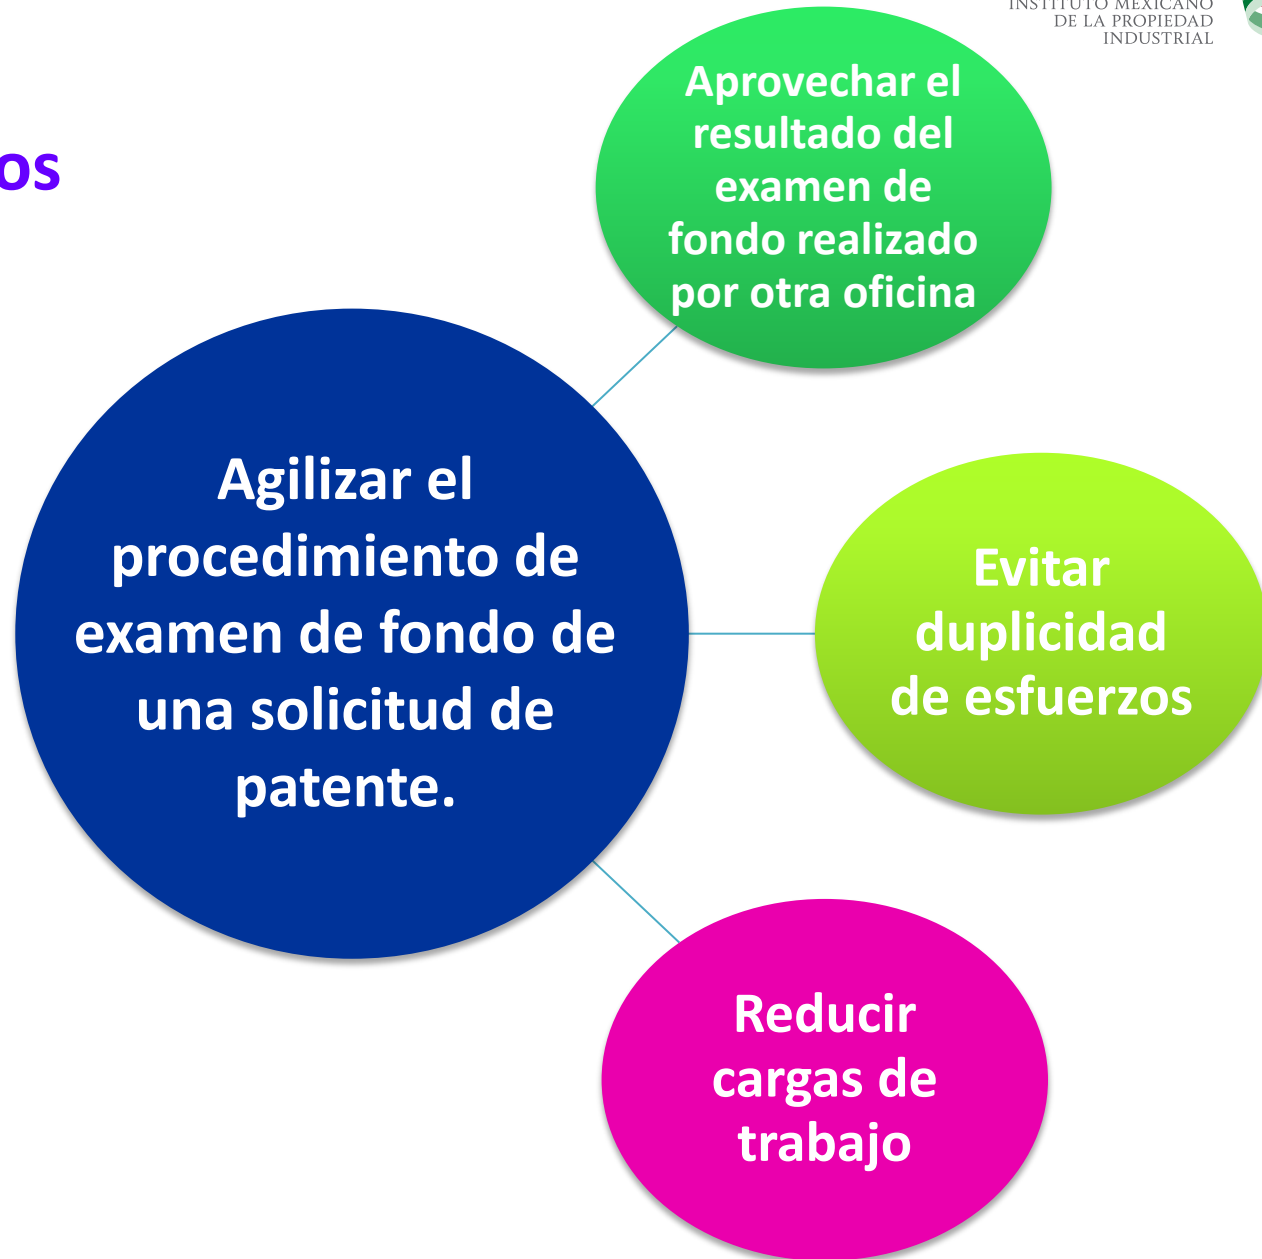 INSTITUTO MEXICANO
DE LA PROPIEDAD
INDUSTRIAL
os
Aprovechar el
resultado del
examen de
fondo realizado
por otra oficina
Agilizar el
procedimiento de
examen de fondo de
una solicitud de
patente.
Evitar
duplicidad
de esfuerzos
Reducir
cargas de
trabajo